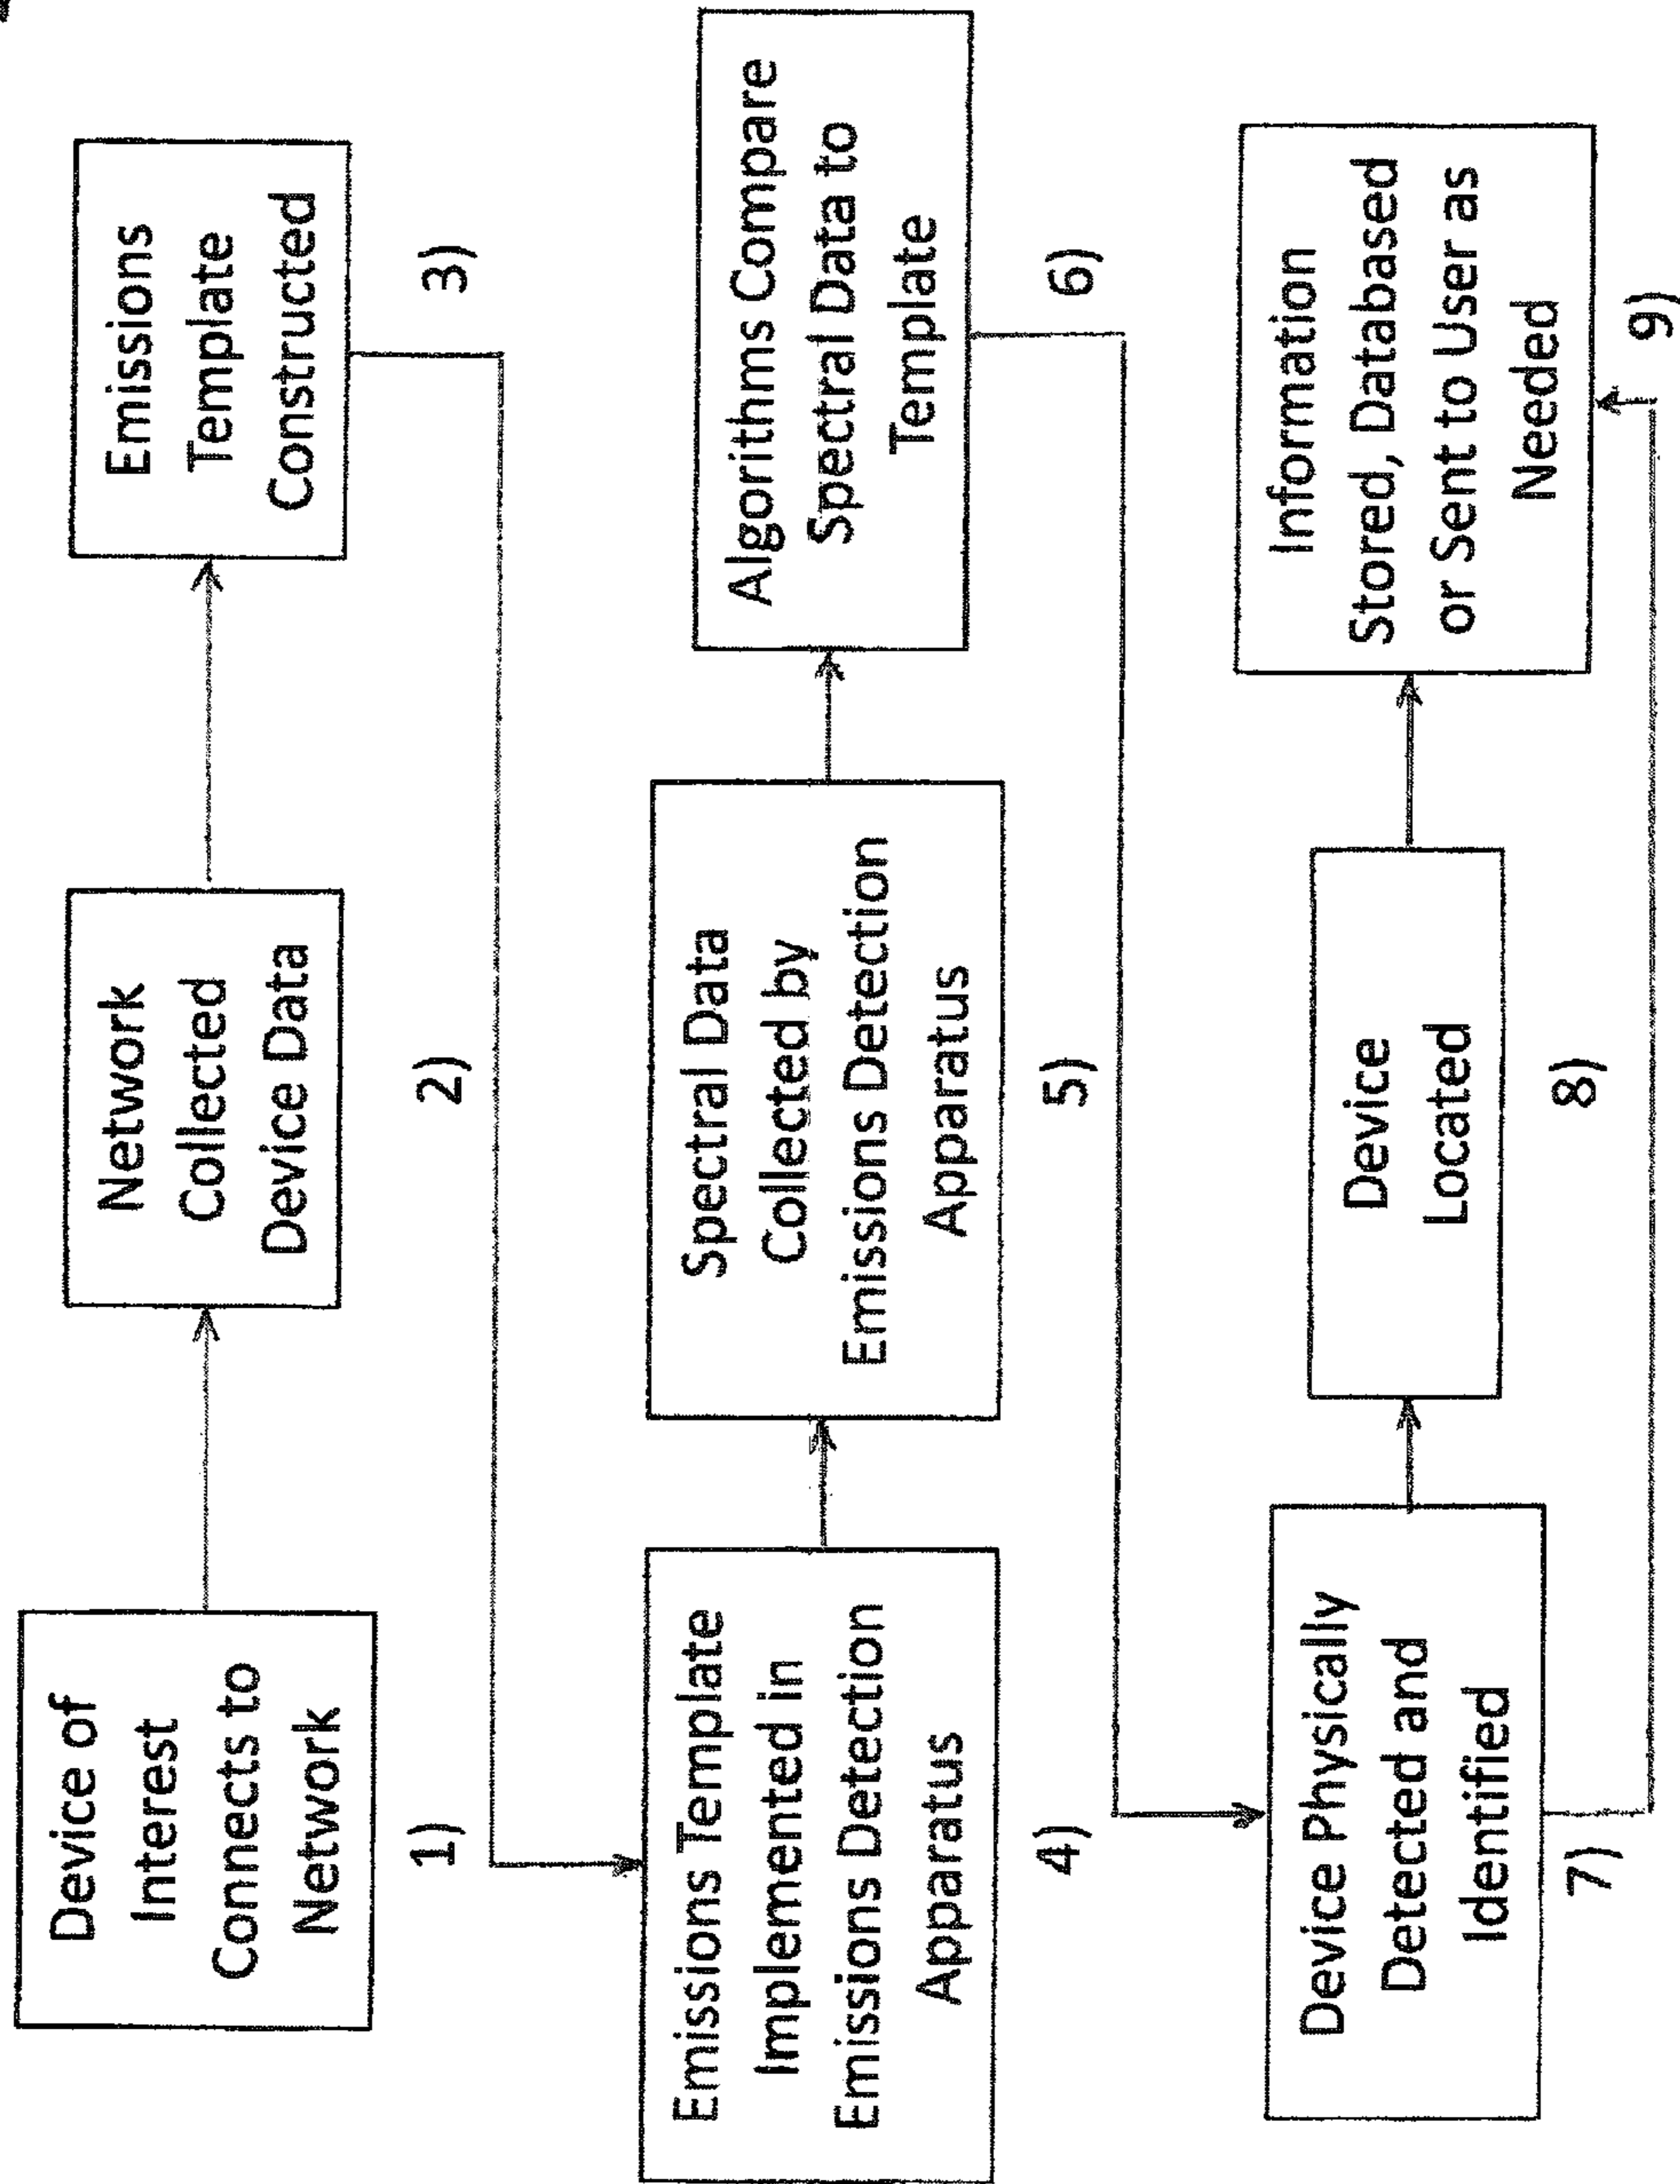 Device of
Interest
Connects to
Network
1)
Network
Collected
Device Data
2)
Emissions
Template
Constructed
3)
Emissions Template
Implemented in
Emissions Detection
Apparatus
4)
Spectral Data
Collected by
Emissions Detection
Apparatus
5)
Algorithms Compare
Spectral Data to
Template
6)
Device Physically
Detected and
Identified
7)
Device
Located
8)
Information
Stored, Databased
or Sent to User as
Needed
9)